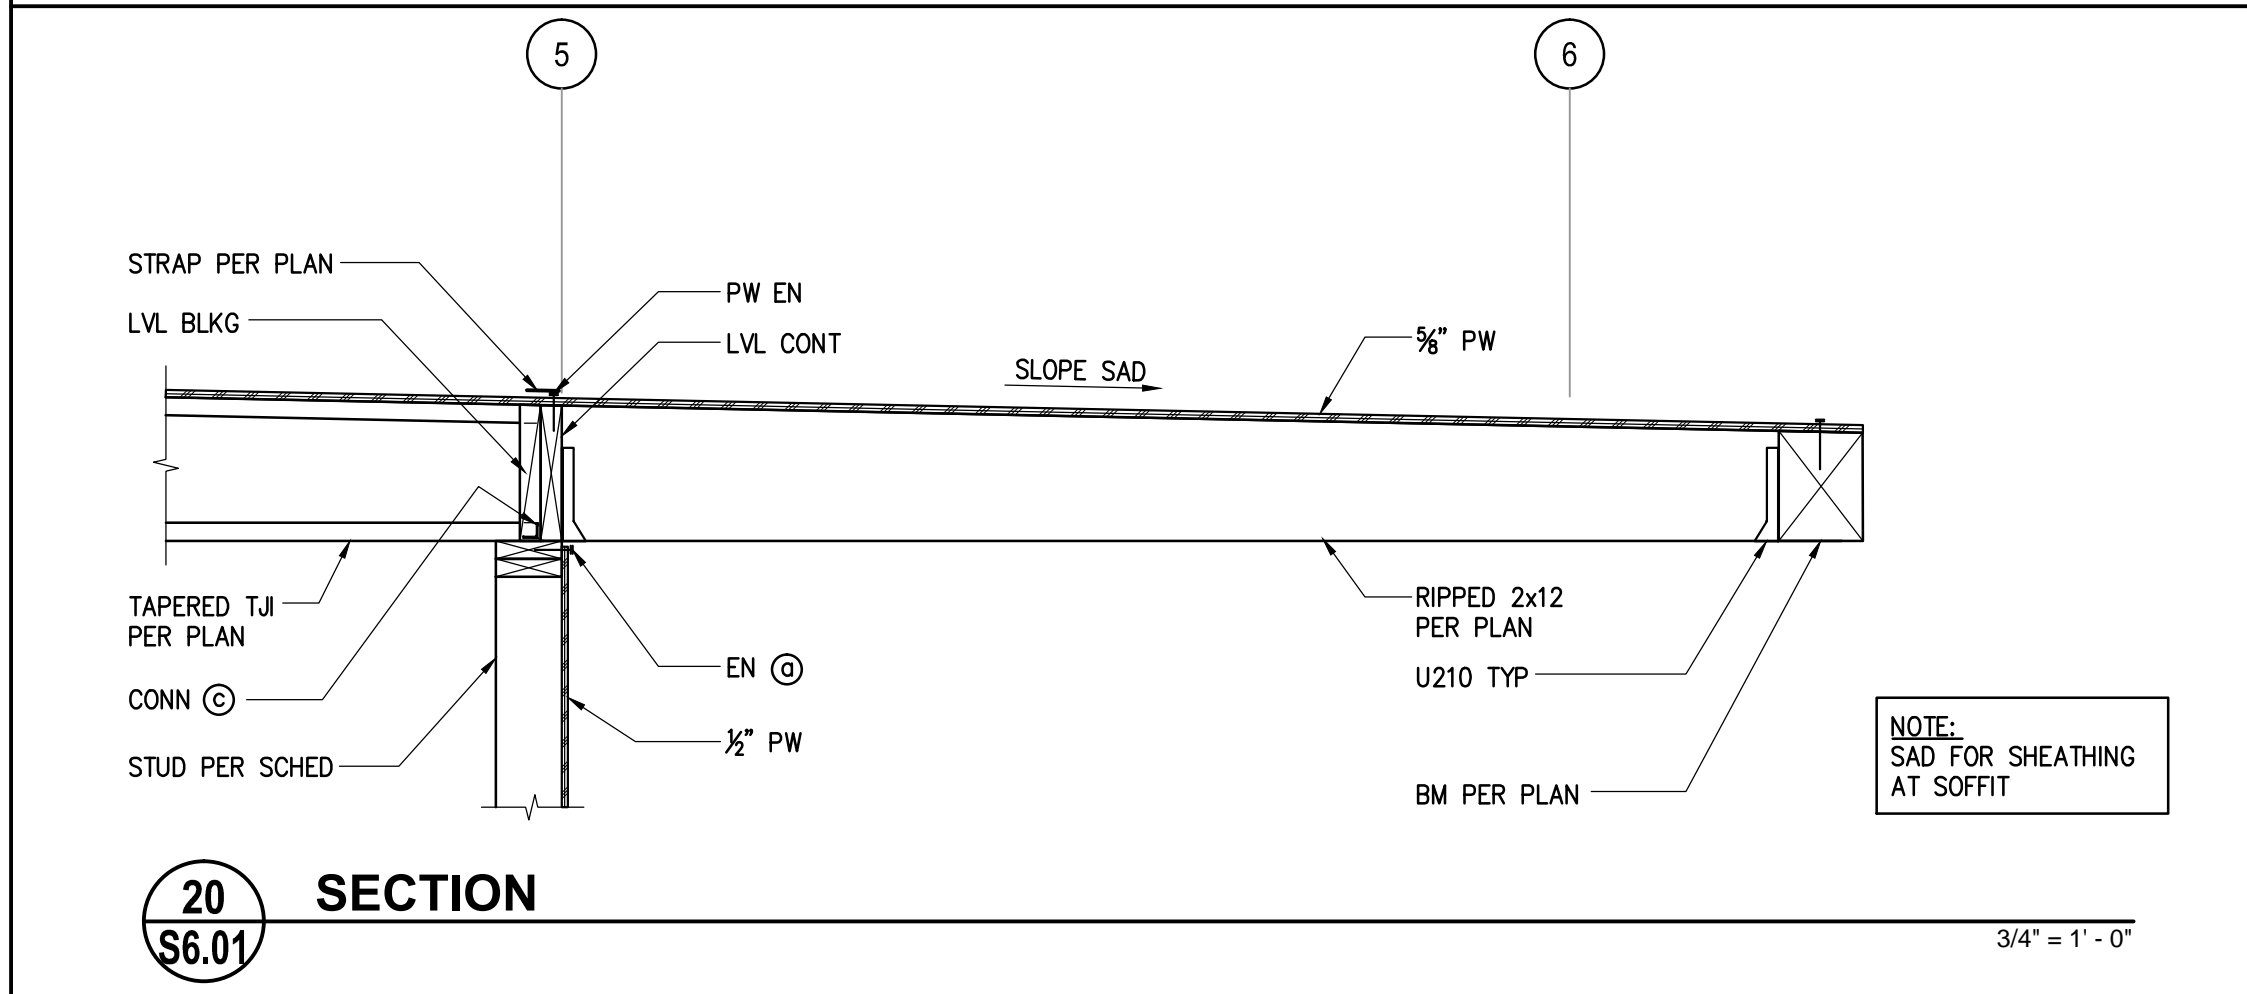 5
6
STRAP PER PLAN
PW EN
LVL BLKG
LVL CONT
5/8" PW
SLOPE SAD
TAPERED TJI
PER PLAN
RIPPED 2x12
PER PLAN
EN ⓐ
U210 TYP
CONN ⓒ
1/2" PW
STUD PER SCHED
BM PER PLAN
NOTE:
SAD FOR SHEATHING
AT SOFFIT
20
SECTION
S6.01
3/4" = 1' - 0"